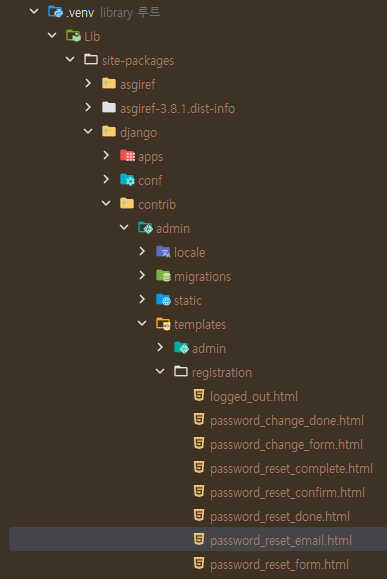 .venv library 루트
Lib
site-packages
asgiref
asgiref-3.8.1.dist-info
django
apps
conf
contrib
admin
locale
migrations
static
templates
admin
registration
logged_out.html
password_change_done.html
password_change_form.html
password_reset_complete.html
password_reset_confirm.html
password_reset_done.html
password_reset_email.html
password_reset_form.html